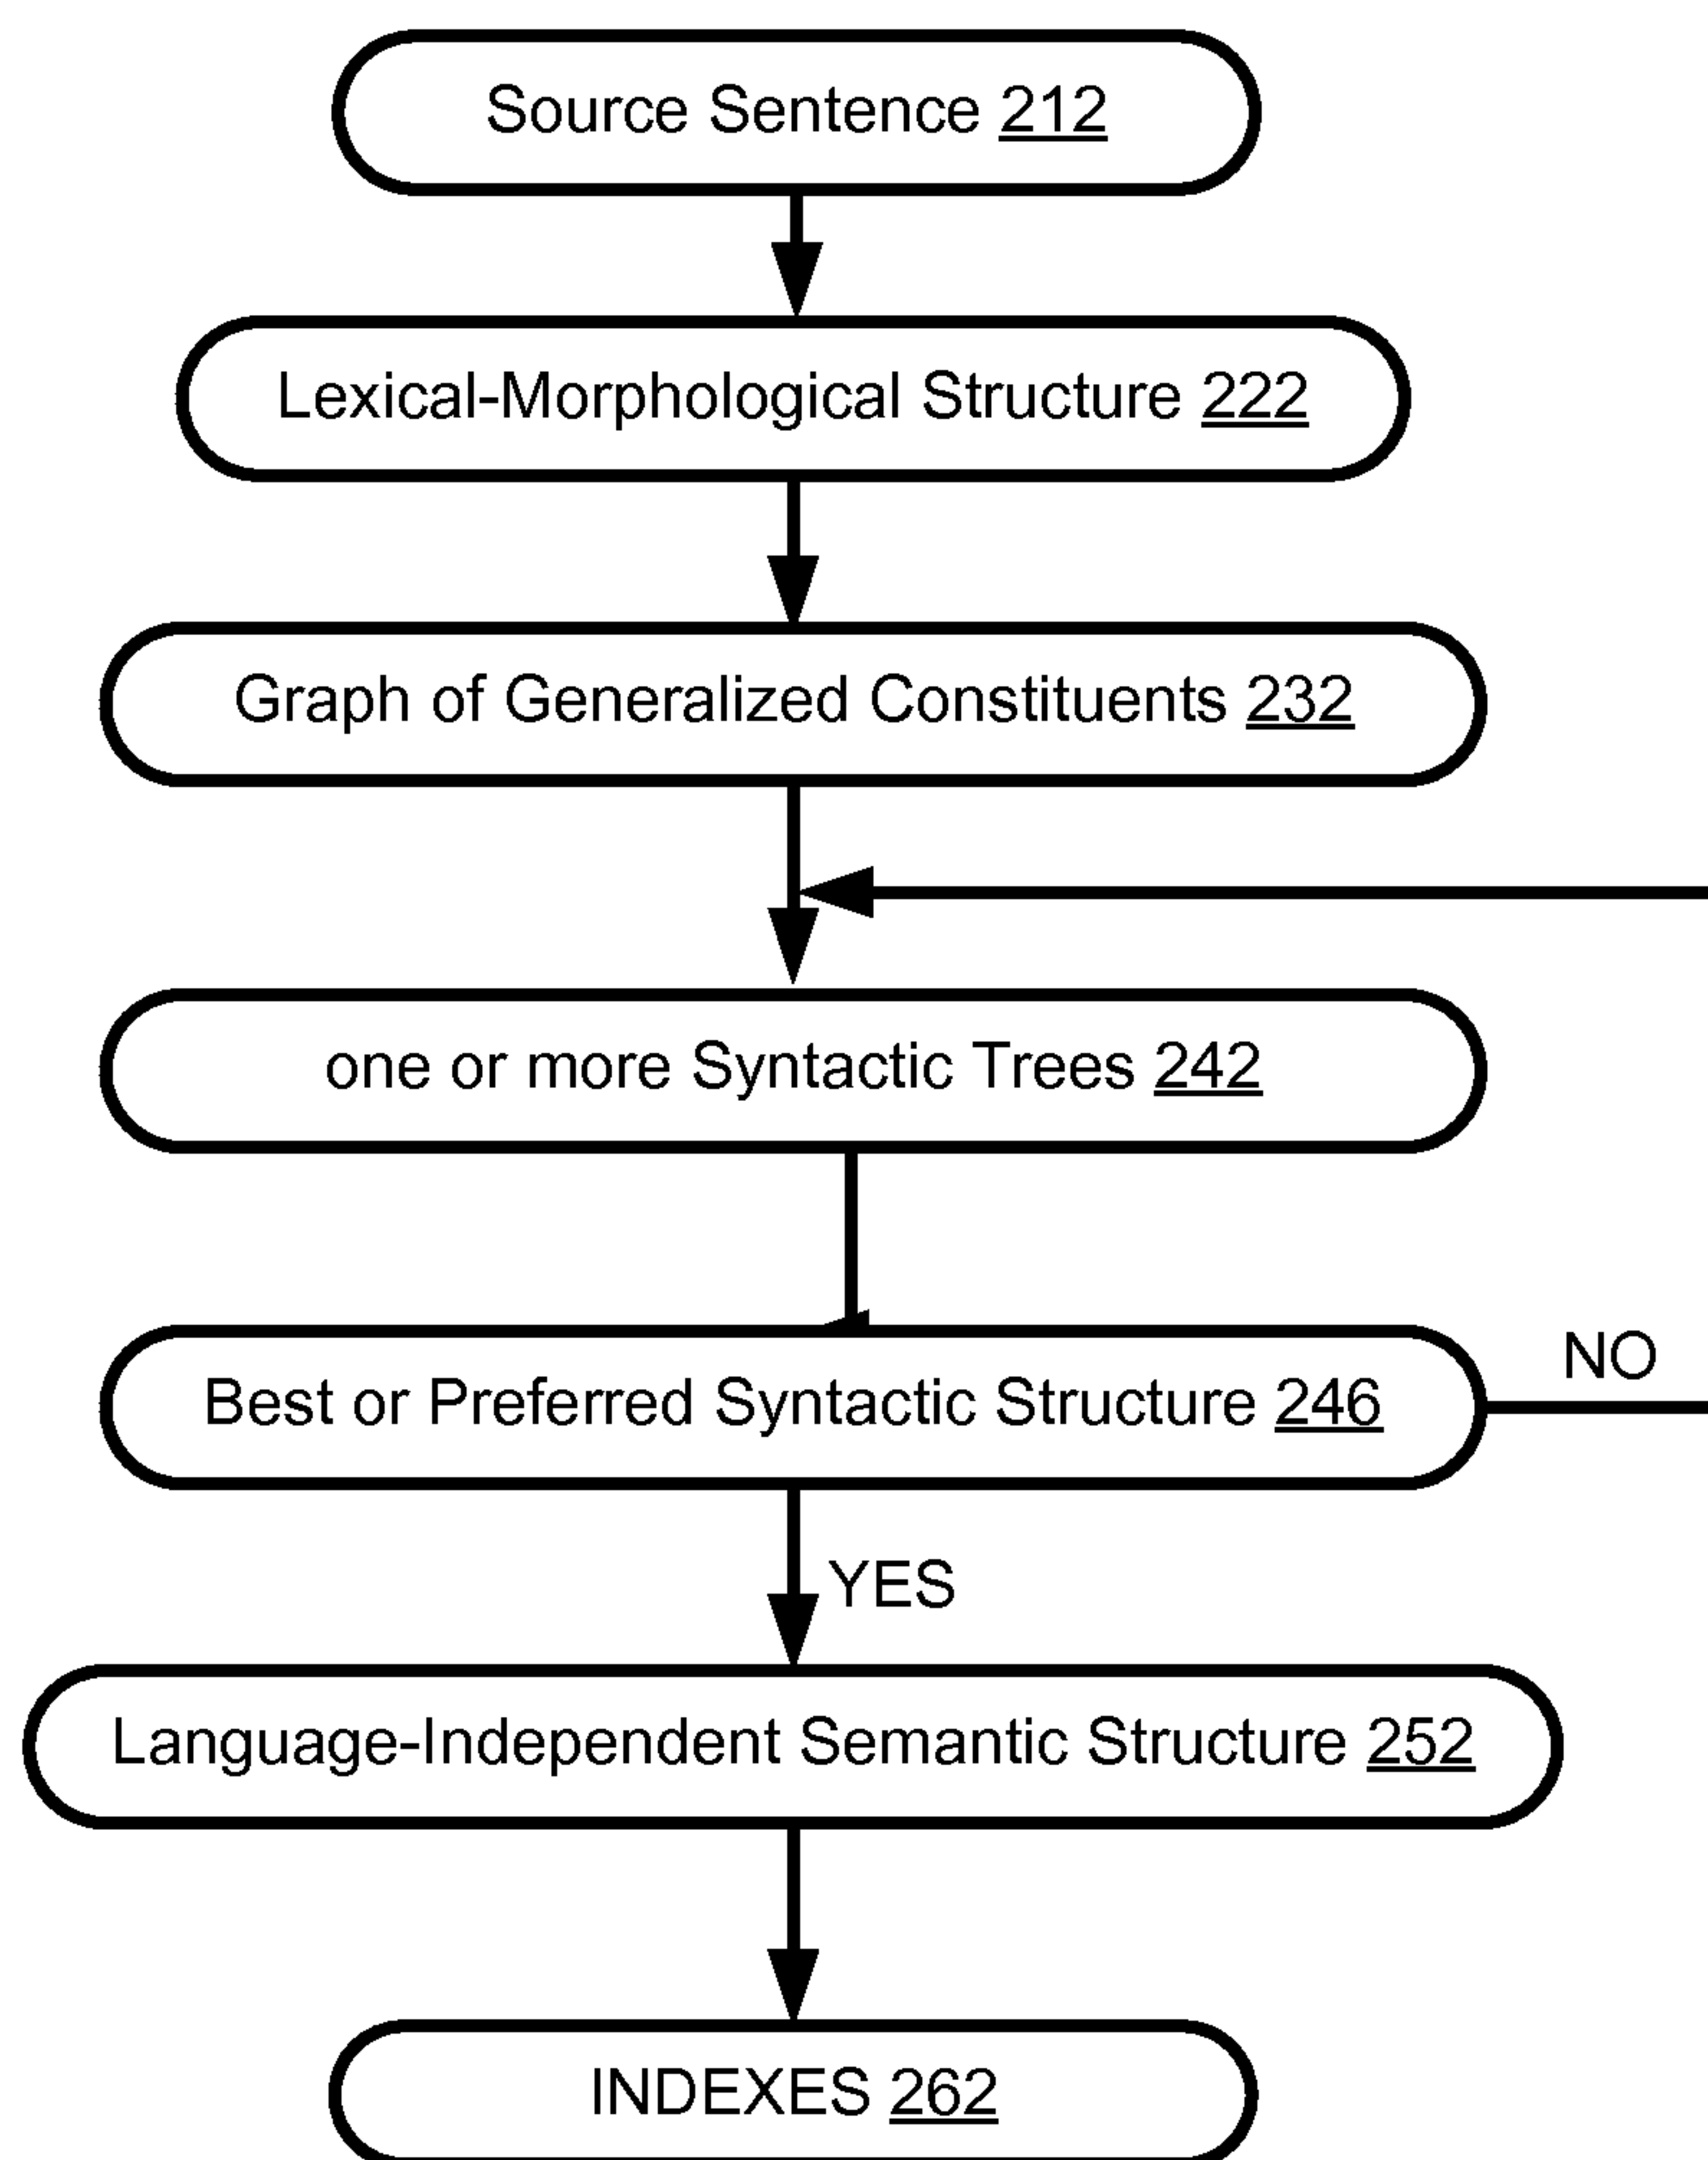 Source Sentence 212
Lexical-Morphological Structure 222
Graph of Generalized Constituents 232
one or more Syntactic Trees 242
Best or Preferred Syntactic Structure 246
NO
YES
Language-Independent Semantic Structure 252
INDEXES 262